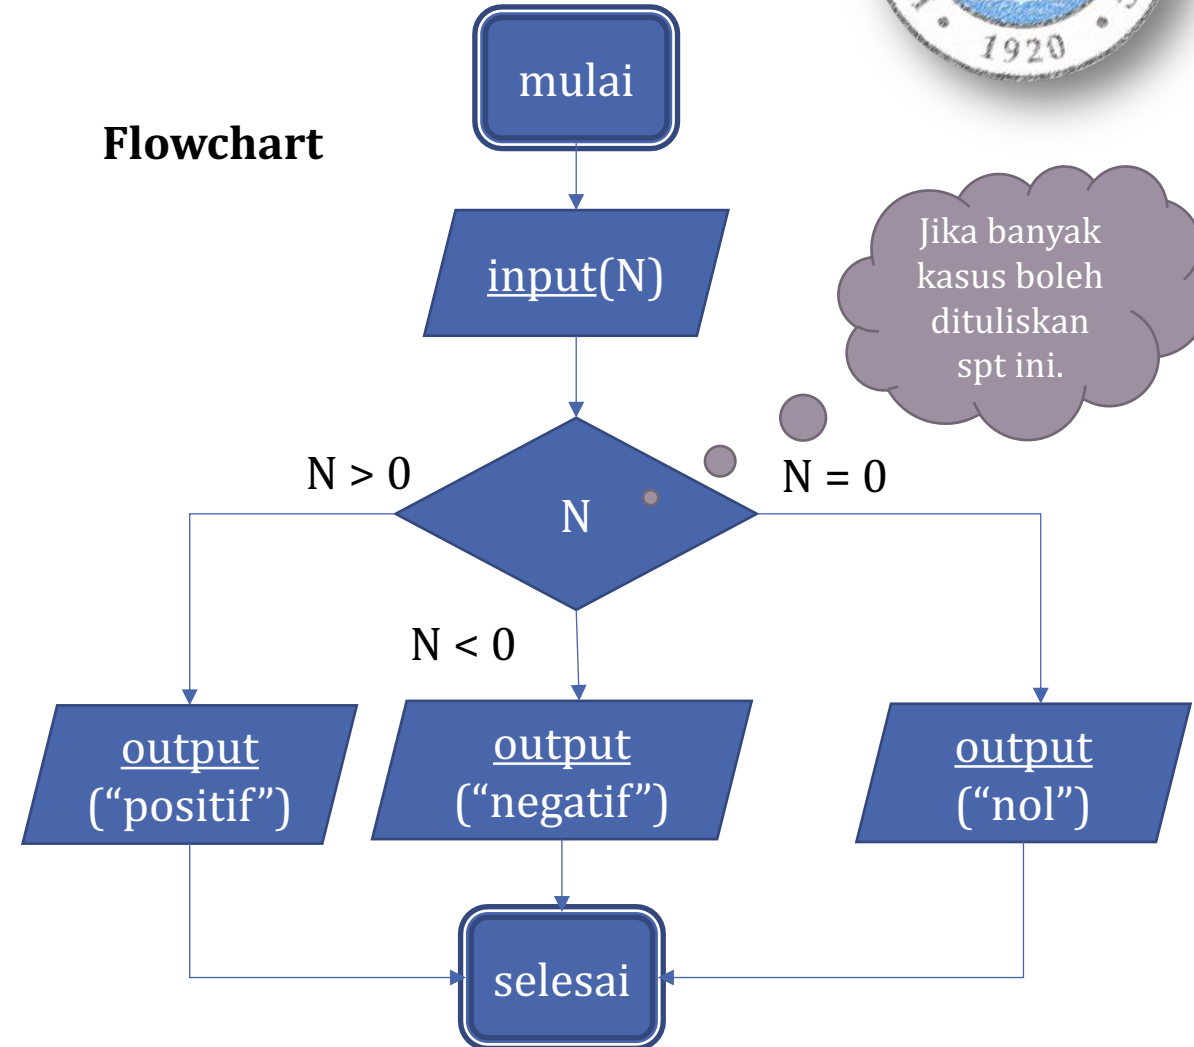 1920
mulai
Flowchart
Jika banyak
kasus boleh
dituliskan
spt ini.
input(N)
N > 0
N = 0
N
N < 0
output
(“positif”)
output
(“negatif”)
output
(“nol”)
selesai